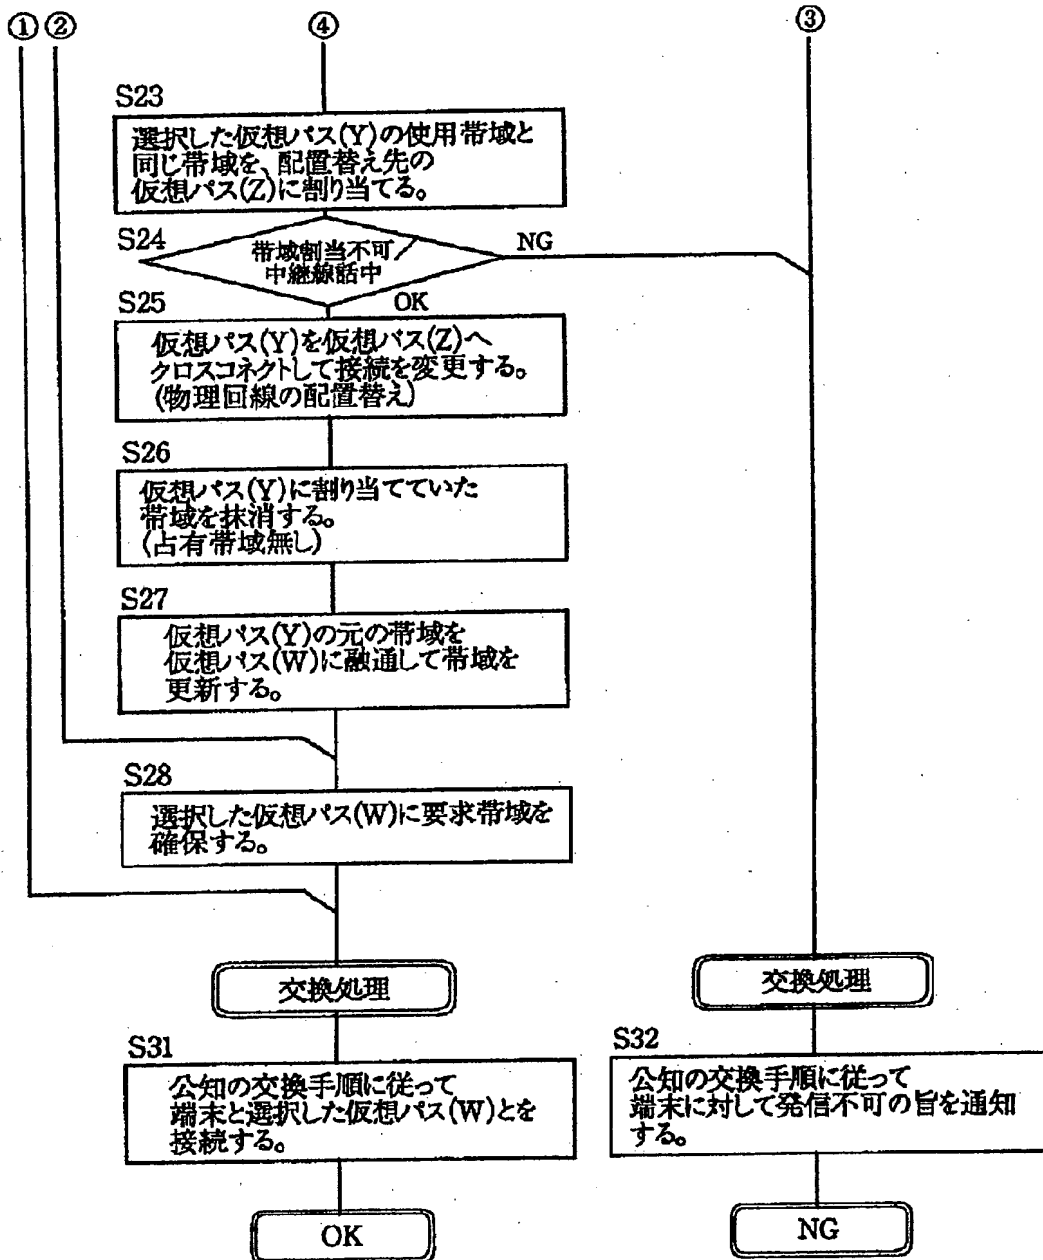 ① ② ④ ③
S23
選択した仮想パス(Y)の使用帯域と
同じ帯域を、配置替え先の
仮想パス(Z)に割り当てる。
S24
帯域割当不可/
中継線話中
NG
OK
S25
仮想パス(Y)を仮想パス(Z)へ
クロスコネクトして接続を変更する。
(物理回線の配置替え)
S26
仮想パス(Y)に割り当てていた
帯域を抹消する。
(占有帯域無し)
S27
仮想パス(Y)の元の帯域を
仮想パス(W)に融通して帯域を
更新する。
S28
選択した仮想パス(W)に要求帯域を
確保する。
交換処理
S31
公知の交換手順に従って
端末と選択した仮想パス(W)とを
接続する。
OK
交換処理
S32
公知の交換手順に従って
端末に対して発信不可の旨を通知
する。
NG